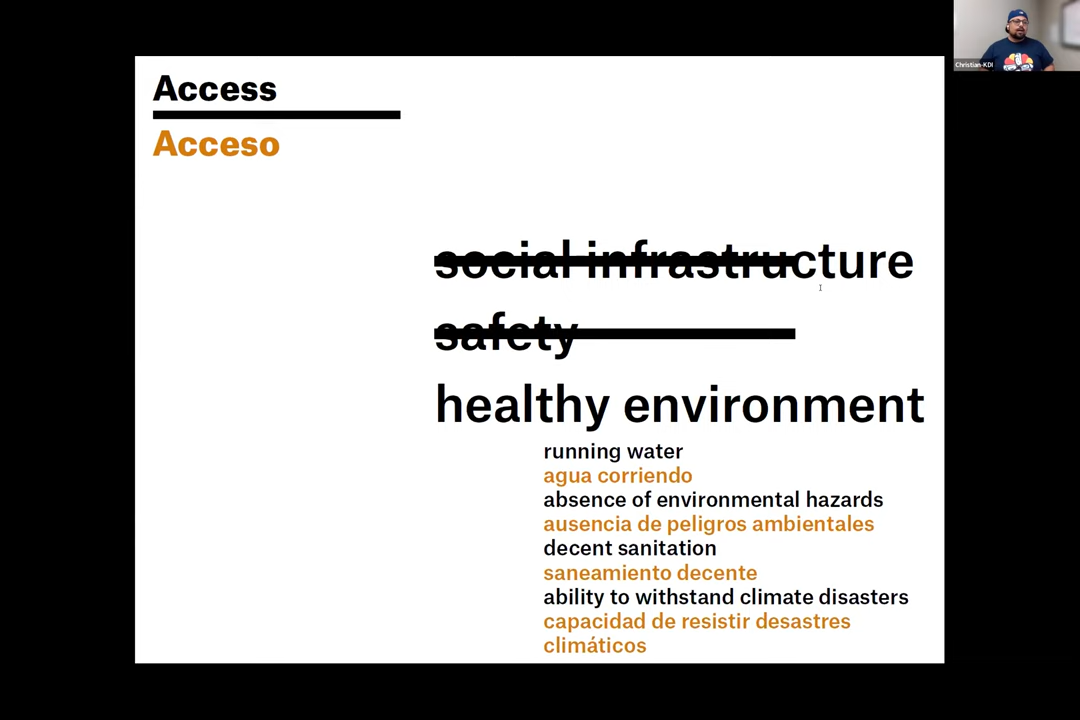 Christian-KDI
Access
Acceso
social infrastructure
safety
healthy environment
running water
agua corriendo
absence of environmental hazards
ausencia de peligros ambientales
decent sanitation
saneamiento decente
ability to withstand climate disasters
capacidad de resistir desastres
climáticos